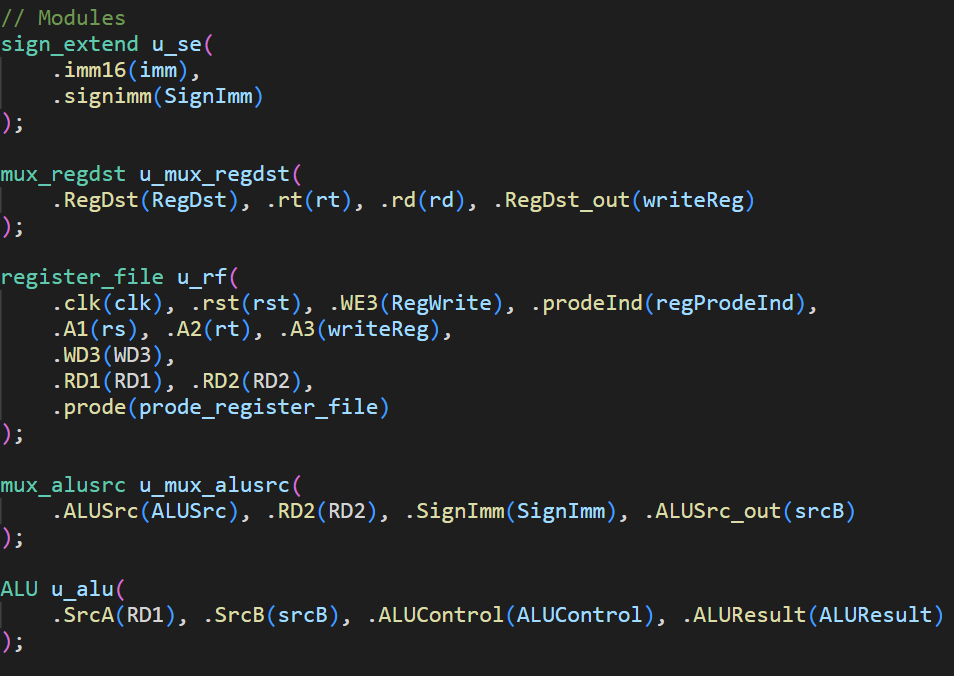 // Modules
sign_extend u_se(
    .imm16(imm),
    .signimm(SignImm)
);
mux_regdst u_mux_regdst(
    .RegDst(RegDst), .rt(rt), .rd(rd), .RegDst_out(writeReg)
);
register_file u_rf(
    .clk(clk), .rst(rst), .WE3(RegWrite), .prodeInd(regProdeInd),
    .A1(rs), .A2(rt), .A3(writeReg),
    .WD3(WD3),
    .RD1(RD1), .RD2(RD2),
    .prode(prode_register_file)
);
mux_alusrc u_mux_alusrc(
    .ALUSrc(ALUSrc), .RD2(RD2), .SignImm(SignImm), .ALUSrc_out(srcB)
);
ALU u_alu(
    .SrcA(RD1), .SrcB(srcB), .ALUControl(ALUControl), .ALUResult(ALUResult)
);